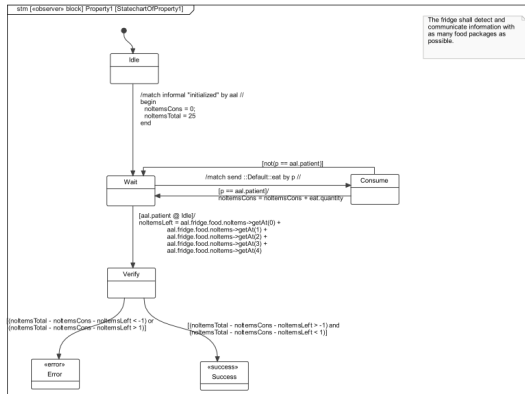 stm [«observer» block] Property1 [StatechartOfProperty1]
The fridge shall detect and
communicate information with
as many food packages as
possible.
Idle
/match informal "initialized" by aal //
begin
noItemsCons = 0;
noItemsTotal = 25
end
[not(p == aal.patient)]
/match send ::Default::eat by p //
Wait
Consume
[p == aal.patient]/
noItemsCons = noItemsCons + eat.quantity
[aal.patient @ Idle]/
noItemsLeft = aal.fridge.food.noItems->getAt(0) +
aal.fridge.food.noItems->getAt(1) +
aal.fridge.food.noItems->getAt(2) +
aal.fridge.food.noItems->getAt(3) +
aal.fridge.food.noItems->getAt(4)
Verify
[(noItemsTotal - noItemsCons - noItemsLeft < -1) or
(noItemsTotal - noItemsCons - noItemsLeft > 1)]
[(noItemsTotal - noItemsCons - noItemsLeft > -1) and
(noItemsTotal - noItemsCons - noItemsLeft < 1)]
«error»
Error
«success»
Success